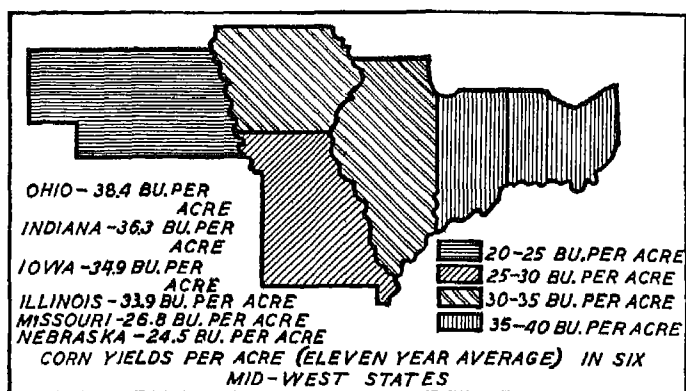 OHIO - 38.4 BU. PER
ACRE
INDIANA - 36.3 BU. PER
ACRE
IOWA - 34.9 BU. PER
ACRE
ILLINOIS - 33.9 BU. PER ACRE
MISSOURI - 26.8 BU. PER ACRE
NEBRASKA - 24.5 BU. PER ACRE
20-25 BU. PER ACRE
25-30 BU. PER ACRE
30-35 BU. PER ACRE
35-40 BU. PER ACRE
CORN YIELDS PER ACRE (ELEVEN YEAR AVERAGE) IN SIX
MID-WEST STATES